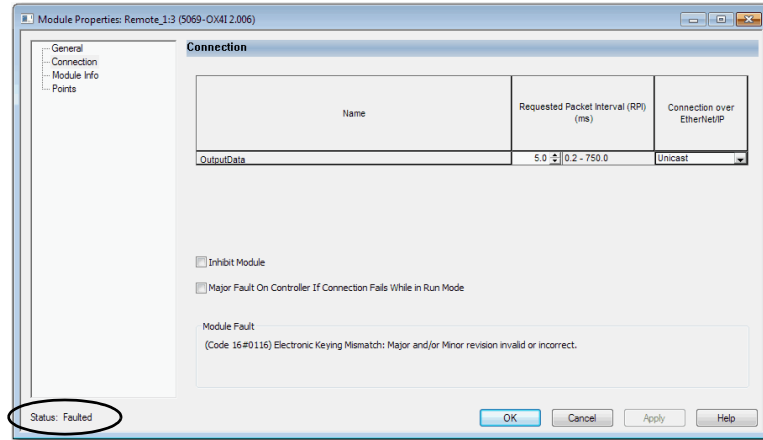 Module Properties: Remote_1:3 (5069-OX4I 2.006)
General
Connection
Module Info
Points
Connection
Name
Requested Packet Interval (RPI)
(ms)
Connection over
EtherNet/IP
OutputData
5.0
0.2 - 750.0
Unicast
Inhibit Module
Major Fault On Controller If Connection Fails While in Run Mode
Module Fault
(Code 16#0116) Electronic Keying Mismatch: Major and/or Minor revision invalid or incorrect.
Status: Faulted
OK
Cancel
Apply
Help